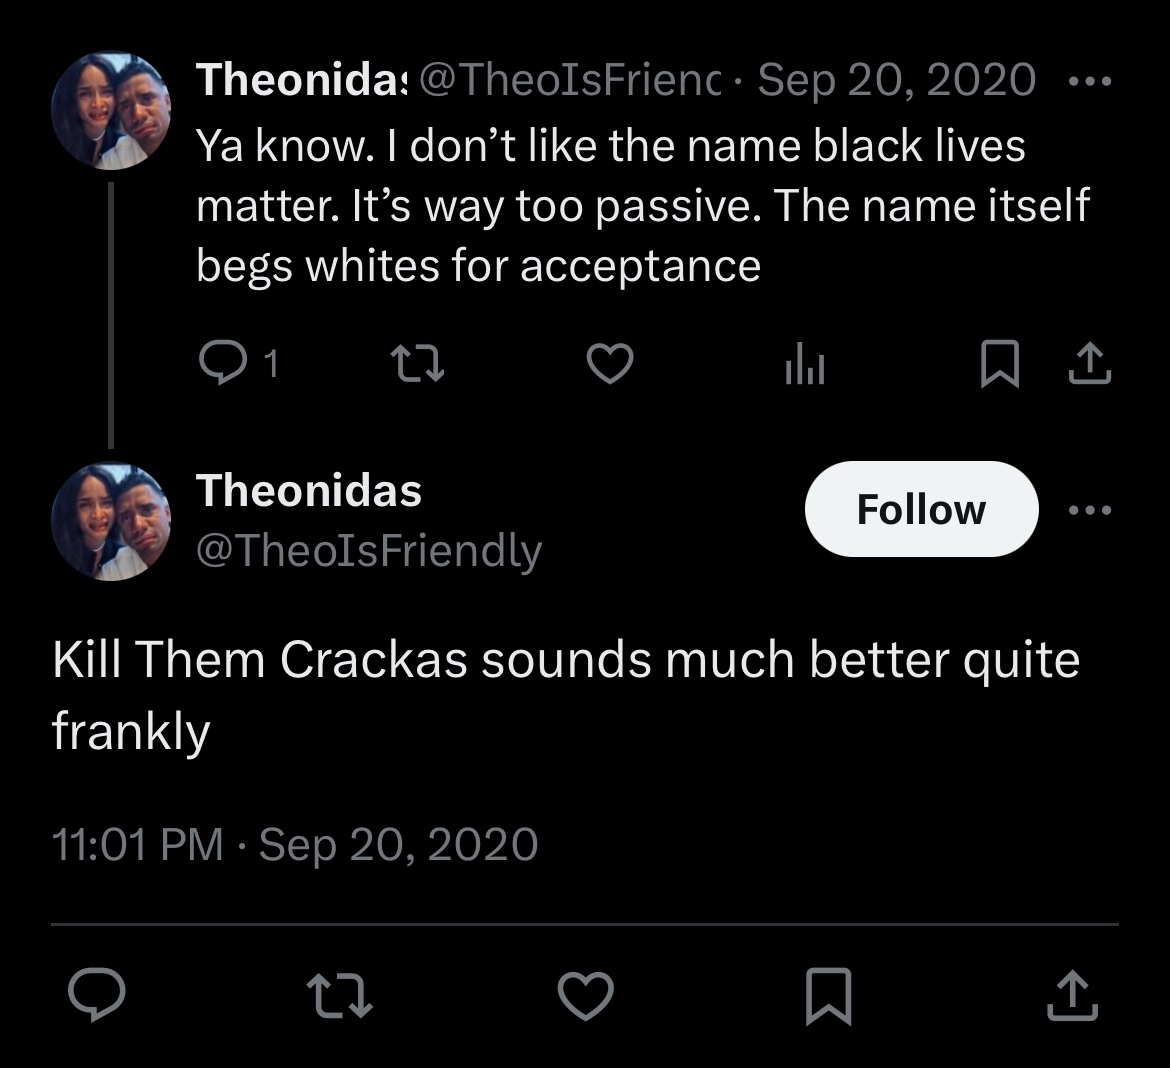 Theonidas @TheoIsFrienc · Sep 20, 2020
Ya know. I don’t like the name black lives
matter. It’s way too passive. The name itself
begs whites for acceptance
1
Theonidas
Follow
@TheoIsFriendly
Kill Them Crackas sounds much better quite
frankly
11:01 PM · Sep 20, 2020